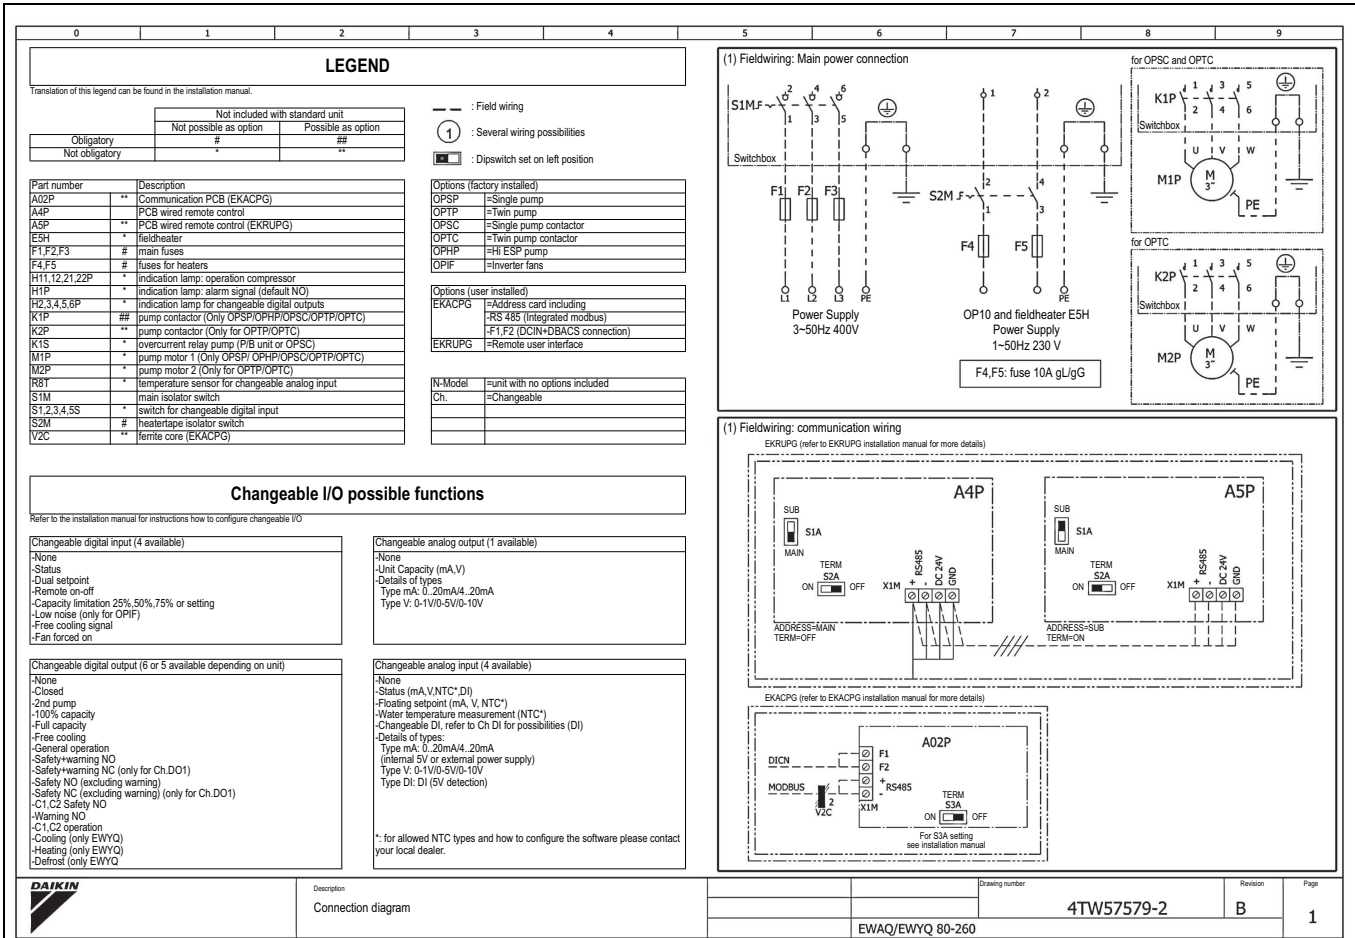 0 1 2 3 4 5 6 7 8 9
LEGEND
Translation of this legend can be found in the installation manual.
Not included with standard unit
Not possible as option Possible as option
Obligatory # ##
Not obligatory * **
: Field wiring
1 : Several wiring possibilities
: Dipswitch set on left position
Part number Description
A02P ** Communication PCB (EKACPG)
A4P PCB wired remote control
A5P ** PCB wired remote control (EKRUPG)
E5H * fieldheater
F1,F2,F3 # main fuses
F4,F5 # fuses for heaters
H11,12,21,22P * indication lamp: operation compressor
H1P * indication lamp: alarm signal (default NO)
H2,3,4,5,6P * indication lamp for changeable digital outputs
K1P ## pump contactor (Only OPSP/OPHP/OPSC/OPTP/OPTC)
K2P ** pump contactor (Only for OPTP/OPTC)
K1S * overcurrent relay pump (P/B unit or OPSC)
M1P * pump motor 1 (Only OPSP/ OPHP/OPSC/OPTP/OPTC)
M2P * pump motor 2 (Only for OPTP/OPTC)
R8T * temperature sensor for changeable analog input
S1M main isolator switch
S1,2,3,4,5S * switch for changeable digital input
S2M # heatertape isolator switch
V2C ** ferrite core (EKACPG)
Options (factory installed)
OPSP =Single pump
OPTP =Twin pump
OPSC =Single pump contactor
OPTC =Twin pump contactor
OPHP =Hi ESP pump
OPIF =Inverter fans
Options (user installed)
EKACPG =Address card including
-RS 485 (Integrated modbus)
-F1,F2 (DCIN+DBACS connection)
EKRUPG =Remote user interface
N-Model =unit with no options included
Ch. =Changeable
Changeable I/O possible functions
Refer to the installation manual for instructions how to configure changeable I/O
Changeable digital input (4 available)
-None
-Status
-Dual setpoint
-Remote on-off
-Capacity limitation 25%,50%,75% or setting
-Low noise (only for OPIF)
-Free cooling signal
-Fan forced on
Changeable analog output (1 available)
-None
-Unit Capacity (mA,V)
-Details of types
Type mA: 0..20mA/4..20mA
Type V: 0-1V/0-5V/0-10V
Changeable digital output (6 or 5 available depending on unit)
-None
-Closed
-2nd pump
-100% capacity
-Full capacity
-Free cooling
-General operation
-Safety+warning NO
-Safety+warning NC (only for Ch.DO1)
-Safety NO (excluding warning)
-Safety NC (excluding warning) (only for Ch.DO1)
-C1,C2 Safety NO
-Warning NO
-C1,C2 operation
-Cooling (only EWYQ)
-Heating (only EWYQ)
-Defrost (only EWYQ
Changeable analog input (4 available)
-None
-Status (mA,V,NTC*,DI)
-Floating setpoint (mA, V, NTC*)
-Water temperature measurement (NTC*)
-Changeable DI, refer to Ch DI for possibilities (DI)
-Details of types:
Type mA: 0..20mA/4..20mA
(internal 5V or external power supply)
Type V: 0-1V/0-5V/0-10V
Type DI: DI (5V detection)
*: for allowed NTC types and how to configure the software please contact
your local dealer.
(1) Fieldwiring: Main power connection
S1M
2 4 6
1 3 5
Switchbox
F1 F2 F3
L1 L2 L3 PE
Power Supply
3~50Hz 400V
1 2
S2M
2 4
1 3
F4 F5
PE
OP10 and fieldheater E5H
Power Supply
1~50Hz 230 V
F4,F5: fuse 10A gL/gG
for OPSC and OPTC
K1P
1 3 5
2 4 6
Switchbox
U V W
M1P M 3~
PE
for OPTC
K2P
1 3 5
2 4 6
Switchbox
U V W
M2P M 3~
PE
(1) Fieldwiring: communication wiring
EKRUPG (refer to EKRUPG installation manual for more details)
A4P
SUB
S1A
MAIN
TERM
S2A
ON OFF
X1M
+ RS485
-
DC 24V
GND
ADDRESS=MAIN
TERM=OFF
A5P
SUB
S1A
MAIN
TERM
S2A
ON OFF
X1M
+ RS485
-
DC 24V
GND
ADDRESS=SUB
TERM=ON
EKACPG (refer to EKACPG installation manual for more details)
A02P
DICN
F1
F2
MODBUS
+
-
RS485
2
V2C
X1M
TERM
S3A
ON OFF
For S3A setting
see installation manual
DAIKIN
Description
Connection diagram
EWAQ/EWYQ 80-260
Drawing number
4TW57579-2
Revision
B
Page
1